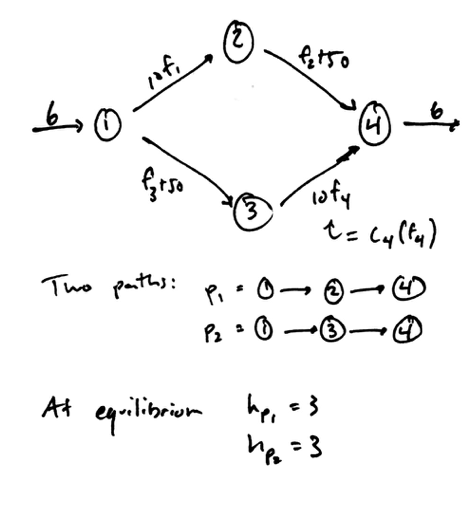 2
10f₁
f₂+50
6
1
4
6
f₃+50
3
10f₄
t = c₄(f₄)
Two paths: p₁ = 1 → 2 → 4
p₂ = 1 → 3 → 4
At equilibrium hₚ₁ = 3
hₚ₂ = 3